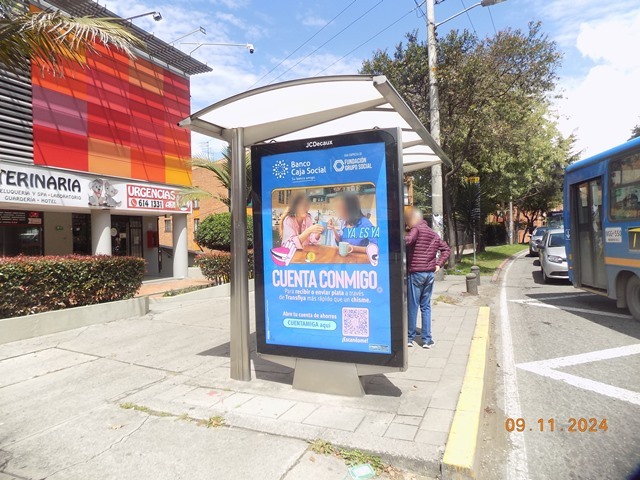 TERINARIA
PELUQUERIA Y SPA • LABORATORIO
GUARDERIA • HOTEL
URGENCIAS
614 1331
JCDecaux
Banco
Caja Social
FUNDACIÓN
GRUPO SOCIAL
YA, ES YA
CUENTA CONMIGO
Para recibir o enviar plata a través
de Transfiya más rápido que un chisme.
Abre tu cuenta de ahorros
CUENTAMIGA aquí
¡Escanéame!
09.11.2024